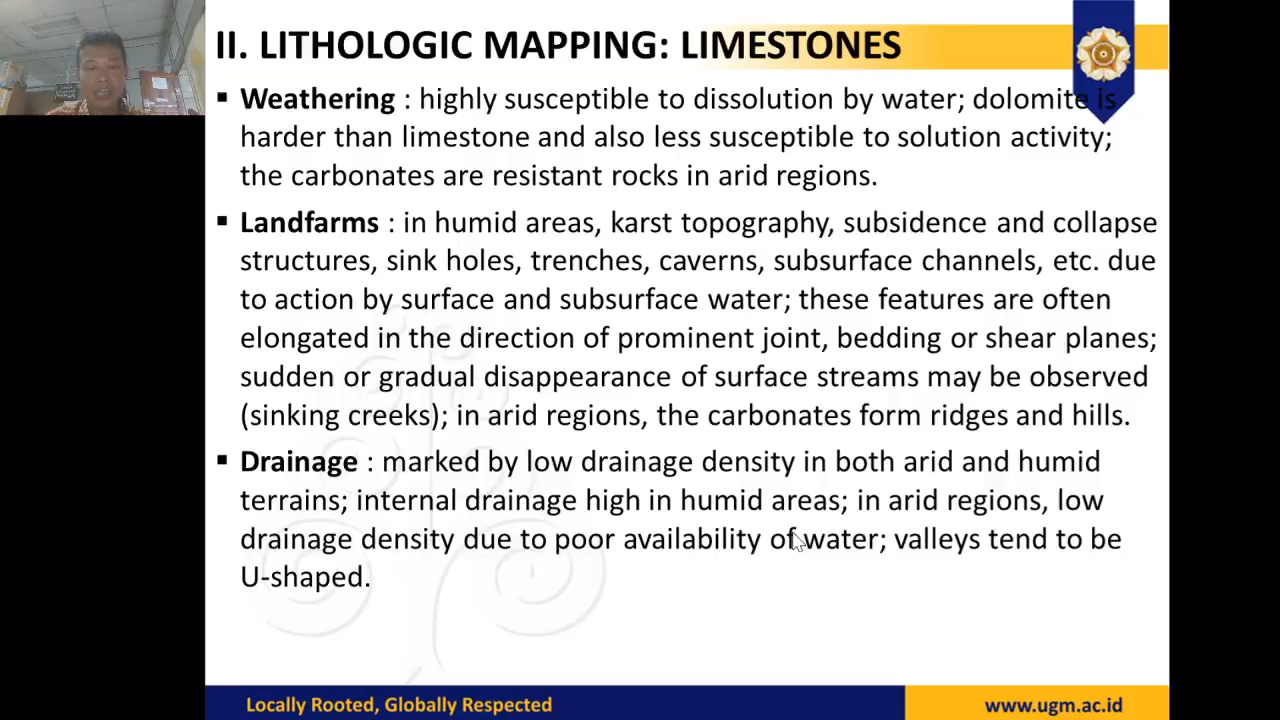 II. LITHOLOGIC MAPPING: LIMESTONES
▪ Weathering : highly susceptible to dissolution by water; dolomite is
harder than limestone and also less susceptible to solution activity;
the carbonates are resistant rocks in arid regions.
▪ Landfarms : in humid areas, karst topography, subsidence and collapse
structures, sink holes, trenches, caverns, subsurface channels, etc. due
to action by surface and subsurface water; these features are often
elongated in the direction of prominent joint, bedding or shear planes;
sudden or gradual disappearance of surface streams may be observed
(sinking creeks); in arid regions, the carbonates form ridges and hills.
▪ Drainage : marked by low drainage density in both arid and humid
terrains; internal drainage high in humid areas; in arid regions, low
drainage density due to poor availability of water; valleys tend to be
U-shaped.
Locally Rooted, Globally Respected
www.ugm.ac.id